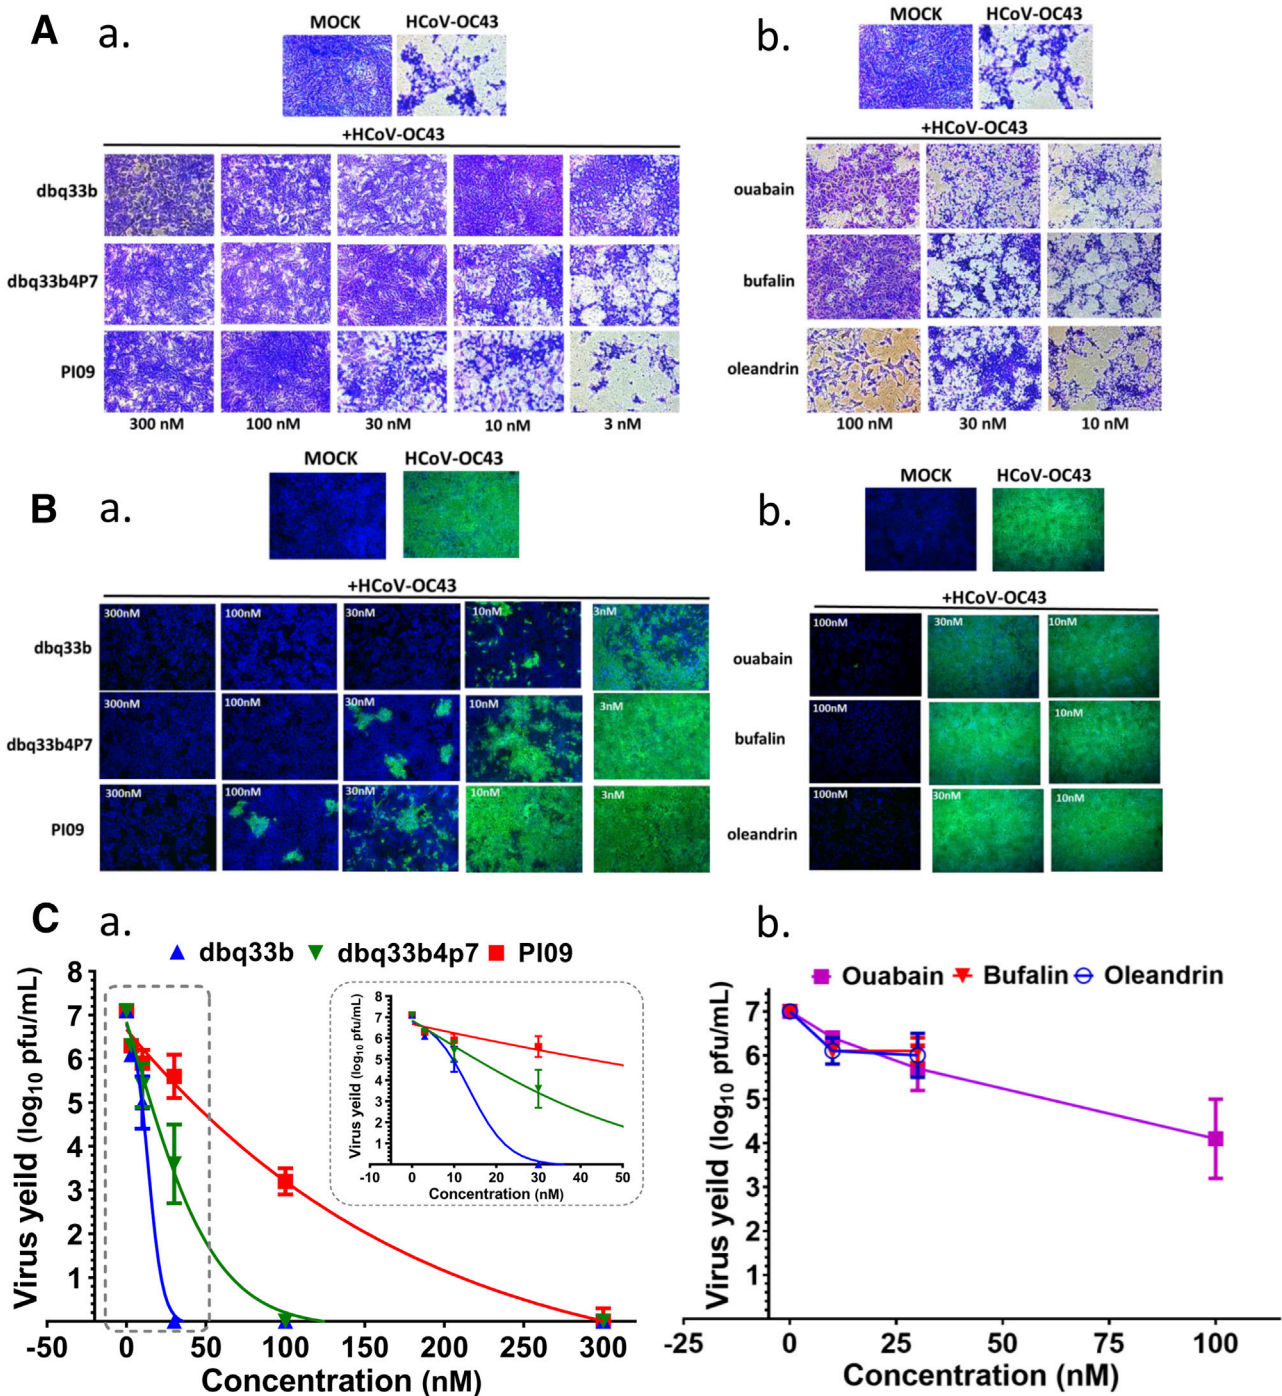 A a. b.
MOCK HCoV-OC43
MOCK HCoV-OC43
+HCoV-OC43
dbq33b
dbq33b4P7
PI09
300 nM 100 nM 30 nM 10 nM 3 nM
+HCoV-OC43
ouabain
bufalin
oleandrin
100 nM 30 nM 10 nM
B a. b.
MOCK HCoV-OC43
MOCK HCoV-OC43
+HCoV-OC43
dbq33b
300nM 100nM 30nM 10nM 3nM
dbq33b4P7
300nM 100nM 30nM 10nM 3nM
PI09
300nM 100nM 30nM 10nM 3nM
+HCoV-OC43
ouabain
100nM 30nM 10nM
bufalin
100nM 10nM
oleandrin
100nM 30nM 10nM
C a.
dbq33b dbq33b4p7 PI09
Virus yeild (log10 pfu/mL)
8
7
6
5
4
3
2
1
-50 0 50 100 150 200 250 300
Concentration (nM)
Virus yeild (log10 pfu/mL)
8
7
6
5
4
3
2
1
-10 0 10 20 30 40 50
Concentration (nM)
b.
Ouabain Bufalin Oleandrin
Virus yeild (log10 pfu/mL)
7
6
5
4
3
2
1
-25 0 25 50 75 100
Concentration (nM)